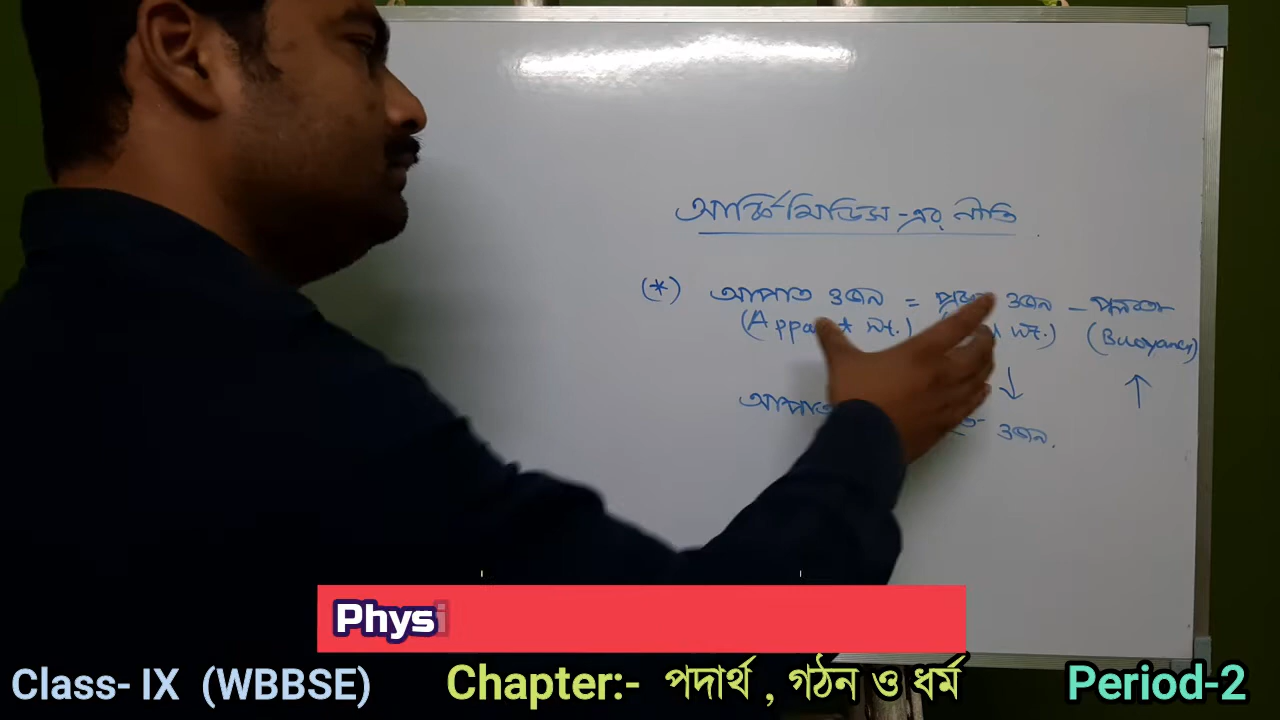 আর্কিমিডিস-এর নীতি
(*) আপাত ওজন = প্রকৃত ওজন - প্লবতা
(Apparent wt.) wt.) (Buoyancy)
↓ ↑
আপাত ওজন.
Physi
Class- IX (WBBSE) Chapter:- পদার্থ , গঠন ও ধর্ম Period-2